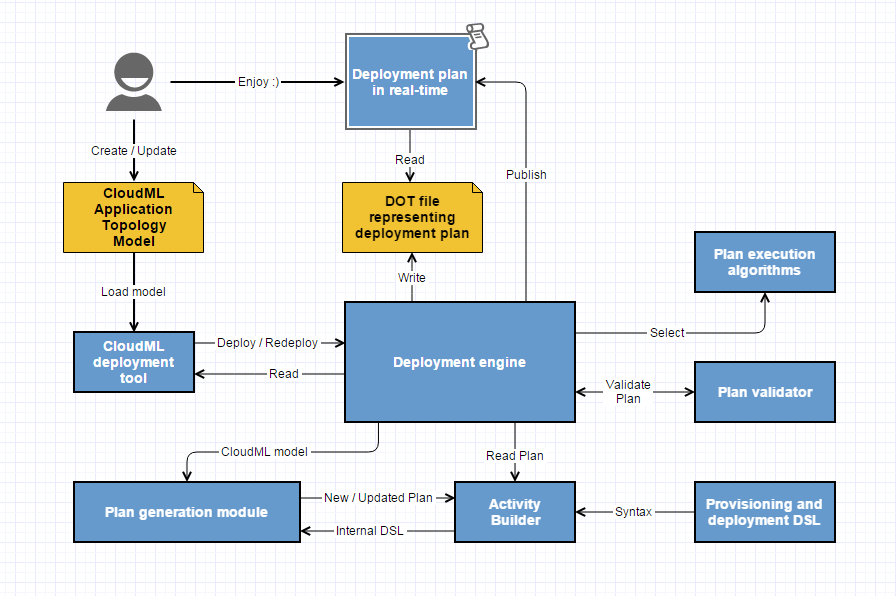 Enjoy :)
Deployment plan
in real-time
Create / Update
Read
Publish
CloudML
Application
Topology
Model
DOT file
representing
deployment plan
Plan execution
algorithms
Load model
Write
CloudML
deployment
tool
Deploy / Redeploy
Read
Deployment engine
Select
Validate
Plan
Plan validator
CloudML model
Read Plan
Plan generation module
New / Updated Plan
Internal DSL
Activity
Builder
Syntax
Provisioning and
deployment DSL